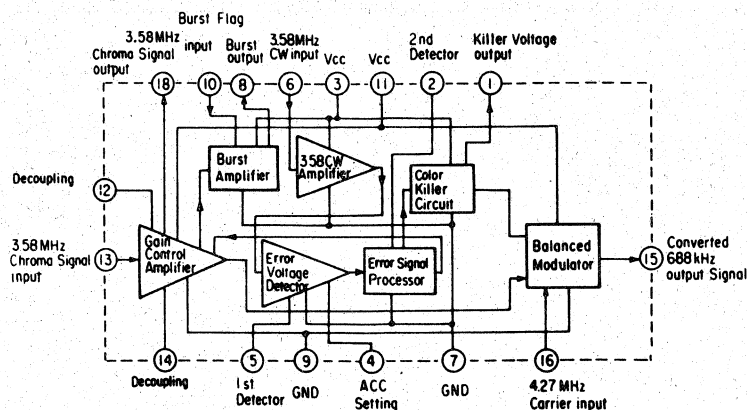 Burst Flag
input
3.58MHz
Chroma Signal
output
Burst
output
3.58MHz
CW input
Vcc
Vcc
2nd
Detector
Killer Voltage
output
18
10
8
6
3
11
2
1
Burst
Amplifier
358CW
Amplifier
Color
Killer
Circuit
Decoupling
12
3.58 MHz
Chroma Signal
input
13
Gain
Control
Amplifier
Error
Voltage
Detector
Error Signal
Processor
Balanced
Modulator
15
Converted
688 kHz
output Signal
14
5
9
4
7
16
Decoupling
1st
Detector
GND
ACC
Setting
GND
4.27 MHz
Carrier input